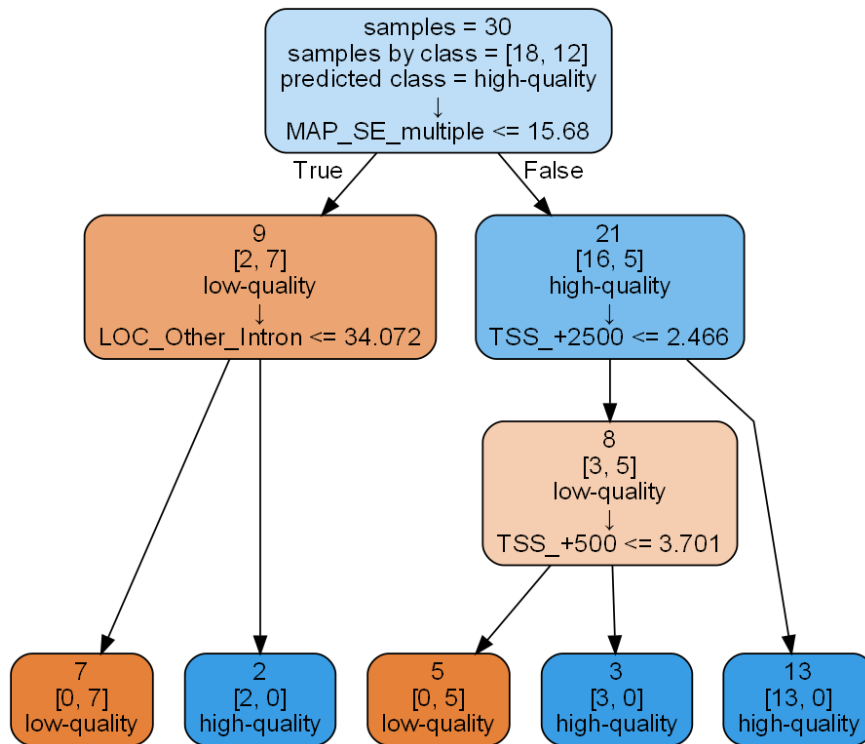 samples = 30
samples by class = [18, 12]
predicted class = high-quality
↓
MAP_SE_multiple <= 15.68
True
False
9
[2, 7]
low-quality
↓
LOC_Other_Intron <= 34.072
21
[16, 5]
high-quality
↓
TSS_+2500 <= 2.466
8
[3, 5]
low-quality
↓
TSS_+500 <= 3.701
7
[0, 7]
low-quality
2
[2, 0]
high-quality
5
[0, 5]
low-quality
3
[3, 0]
high-quality
13
[13, 0]
high-quality